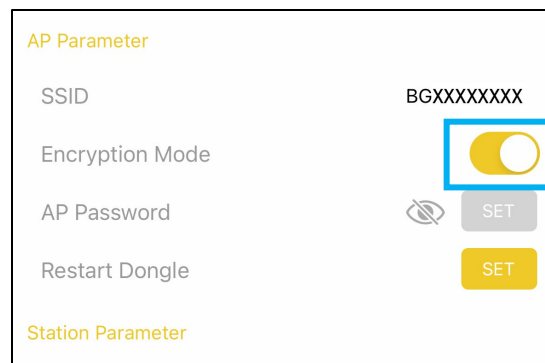 AP Parameter
SSID BGXXXXXXXX
Encryption Mode
AP Password SET
Restart Dongle SET
Station Parameter